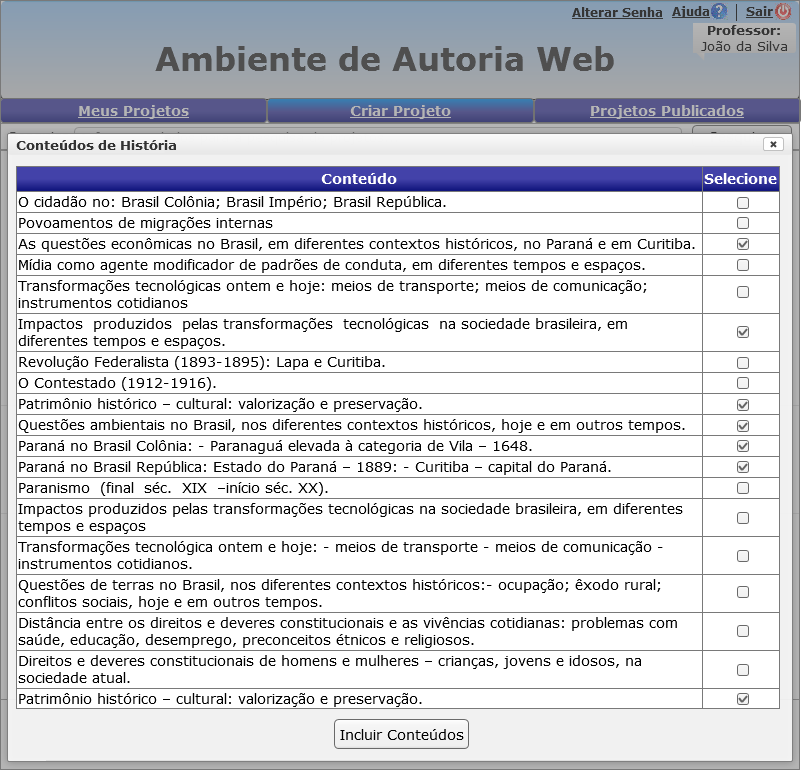 Alterar Senha Ajuda ? | Sair
Professor:
João da Silva
Ambiente de Autoria Web
Meus Projetos Criar Projeto Projetos Publicados
Conteúdos de História
Conteúdo Selecione
O cidadão no: Brasil Colônia; Brasil Império; Brasil República.
Povoamentos de migrações internas
As questões econômicas no Brasil, em diferentes contextos históricos, no Paraná e em Curitiba.
Mídia como agente modificador de padrões de conduta, em diferentes tempos e espaços.
Transformações tecnológicas ontem e hoje: meios de transporte; meios de comunicação;
instrumentos cotidianos
Impactos produzidos pelas transformações tecnológicas na sociedade brasileira, em
diferentes tempos e espaços.
Revolução Federalista (1893-1895): Lapa e Curitiba.
O Contestado (1912-1916).
Patrimônio histórico – cultural: valorização e preservação.
Questões ambientais no Brasil, nos diferentes contextos históricos, hoje e em outros tempos.
Paraná no Brasil Colônia: - Paranaguá elevada à categoria de Vila – 1648.
Paraná no Brasil República: Estado do Paraná – 1889: - Curitiba – capital do Paraná.
Paranismo (final séc. XIX –início séc. XX).
Impactos produzidos pelas transformações tecnológicas na sociedade brasileira, em diferentes
tempos e espaços
Transformações tecnológica ontem e hoje: - meios de transporte - meios de comunicação -
instrumentos cotidianos.
Questões de terras no Brasil, nos diferentes contextos históricos:- ocupação; êxodo rural;
conflitos sociais, hoje e em outros tempos.
Distância entre os direitos e deveres constitucionais e as vivências cotidianas: problemas com
saúde, educação, desemprego, preconceitos étnicos e religiosos.
Direitos e deveres constitucionais de homens e mulheres – crianças, jovens e idosos, na
sociedade atual.
Patrimônio histórico – cultural: valorização e preservação.
Incluir Conteúdos